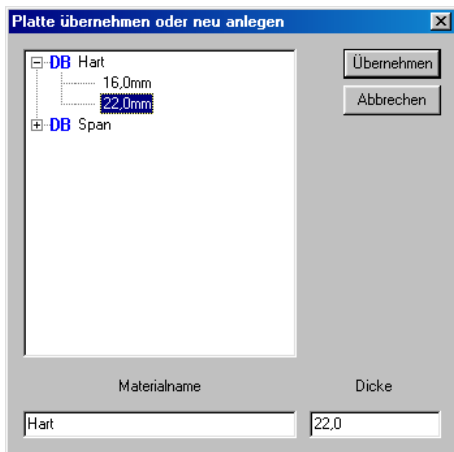 Platte übernehmen oder neu anlegen
DB Hart
16,0mm
22,0mm
DB Span
Übernehmen
Abbrechen
Materialname
Dicke
Hart
22,0